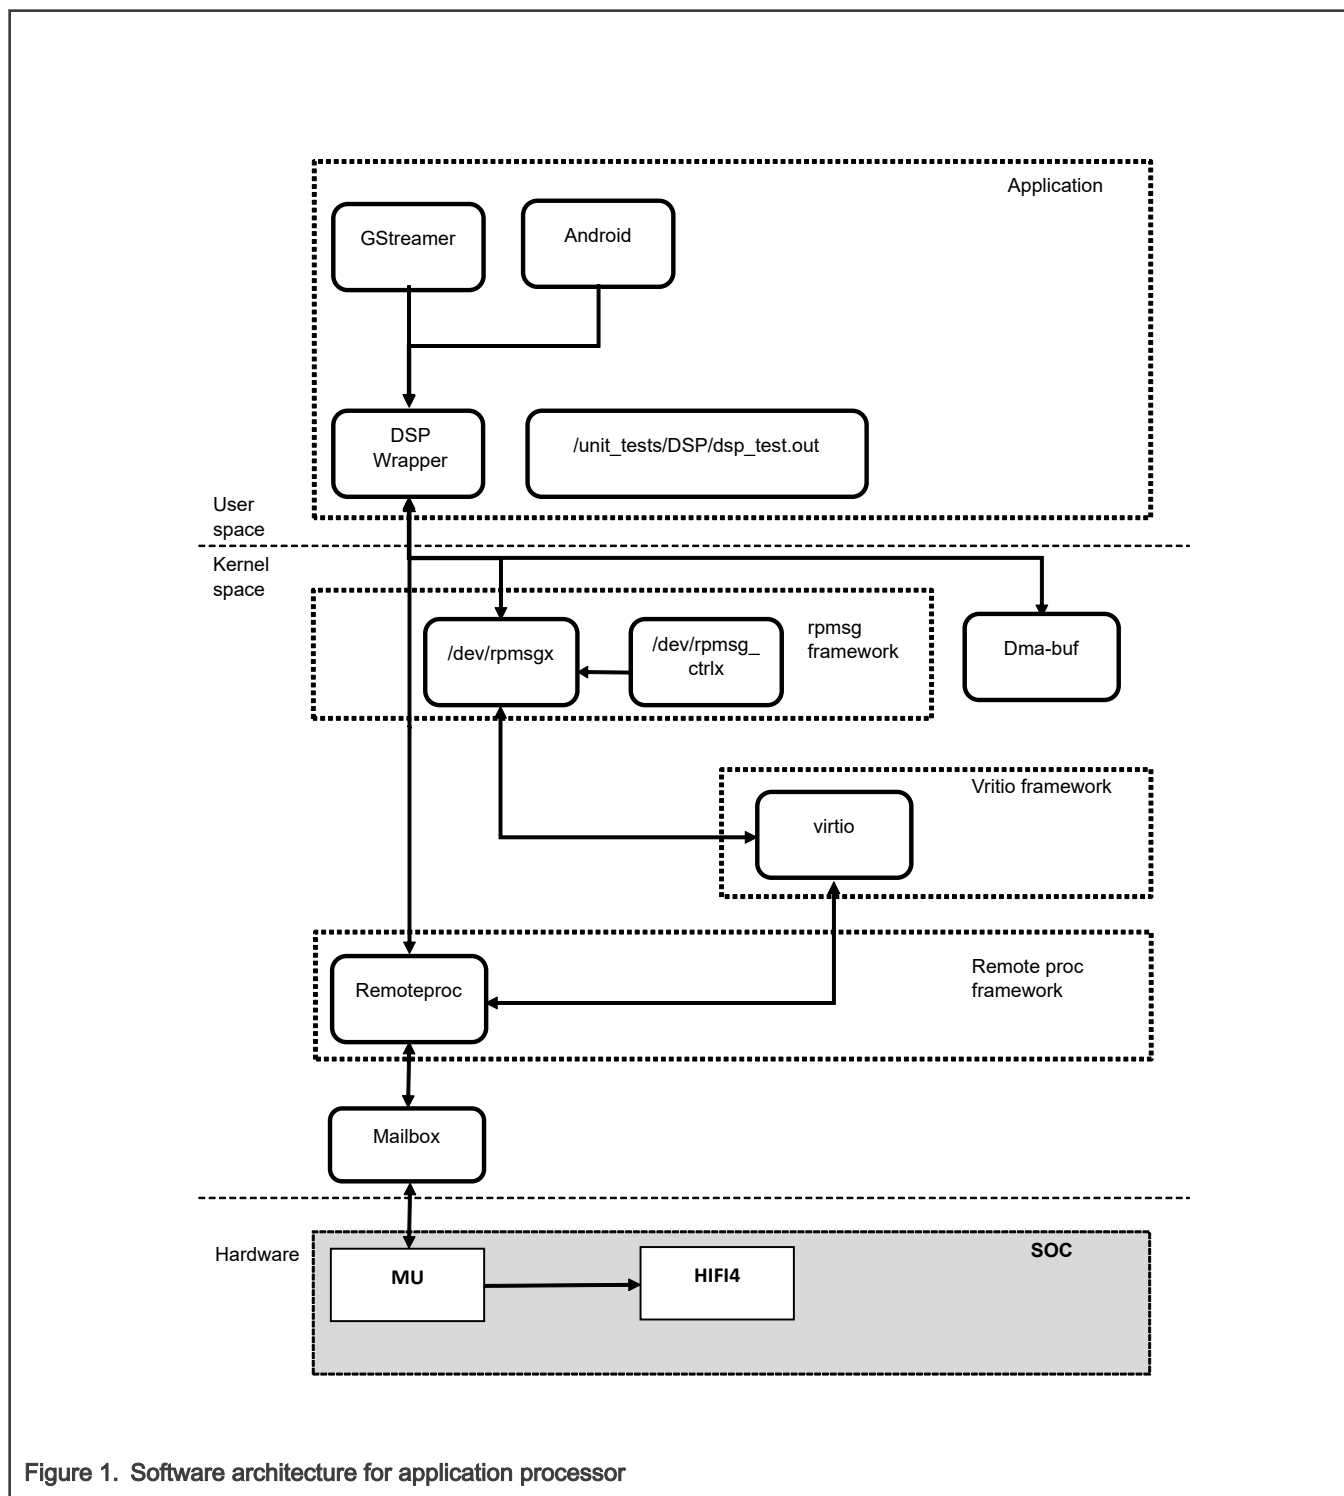 Application
GStreamer
Android
DSP
Wrapper
/unit_tests/DSP/dsp_test.out
User
space
Kernel
space
/dev/rpmsgx
/dev/rpmsg_
ctrlx
rpmsg
framework
Dma-buf
Vritio framework
virtio
Remoteproc
Remote proc
framework
Mailbox
Hardware
SOC
MU
HIFI4
Figure 1. Software architecture for application processor